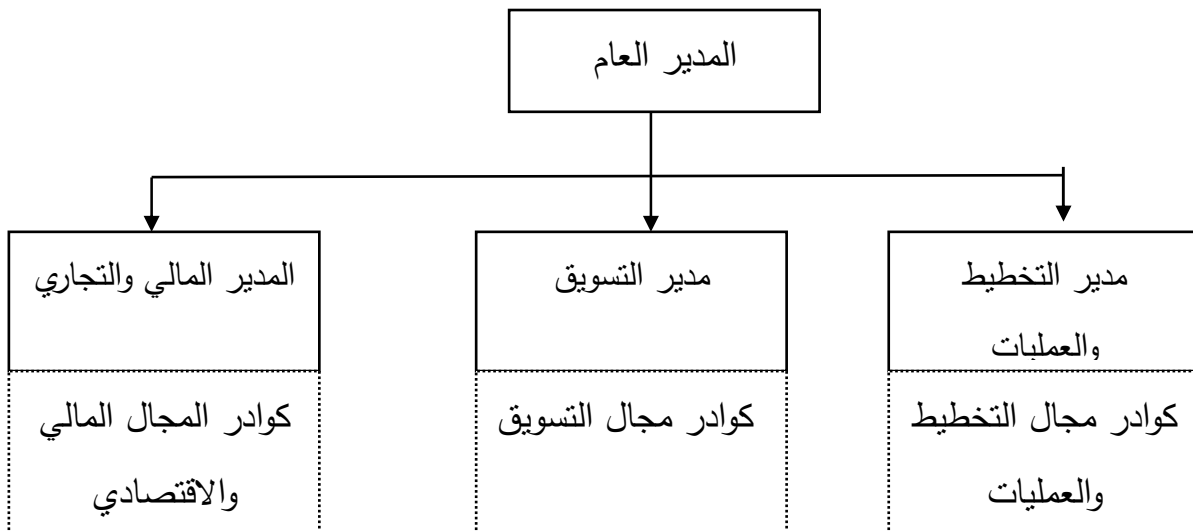 المدير العام
مدير التخطيط
والعمليات
مدير التسويق
المدير المالي والتجاري
كوادر مجال التخطيط
والعمليات
كوادر مجال التسويق
كوادر المجال المالي
والاقتصادي